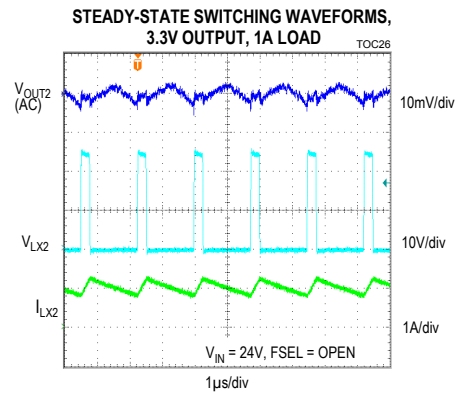 STEADY-STATE SWITCHING WAVEFORMS,
3.3V OUTPUT, 1A LOAD
TOC26
VOUT2
(AC)
10mV/div
VLX2
10V/div
ILX2
1A/div
VIN = 24V, FSEL = OPEN
1µs/div